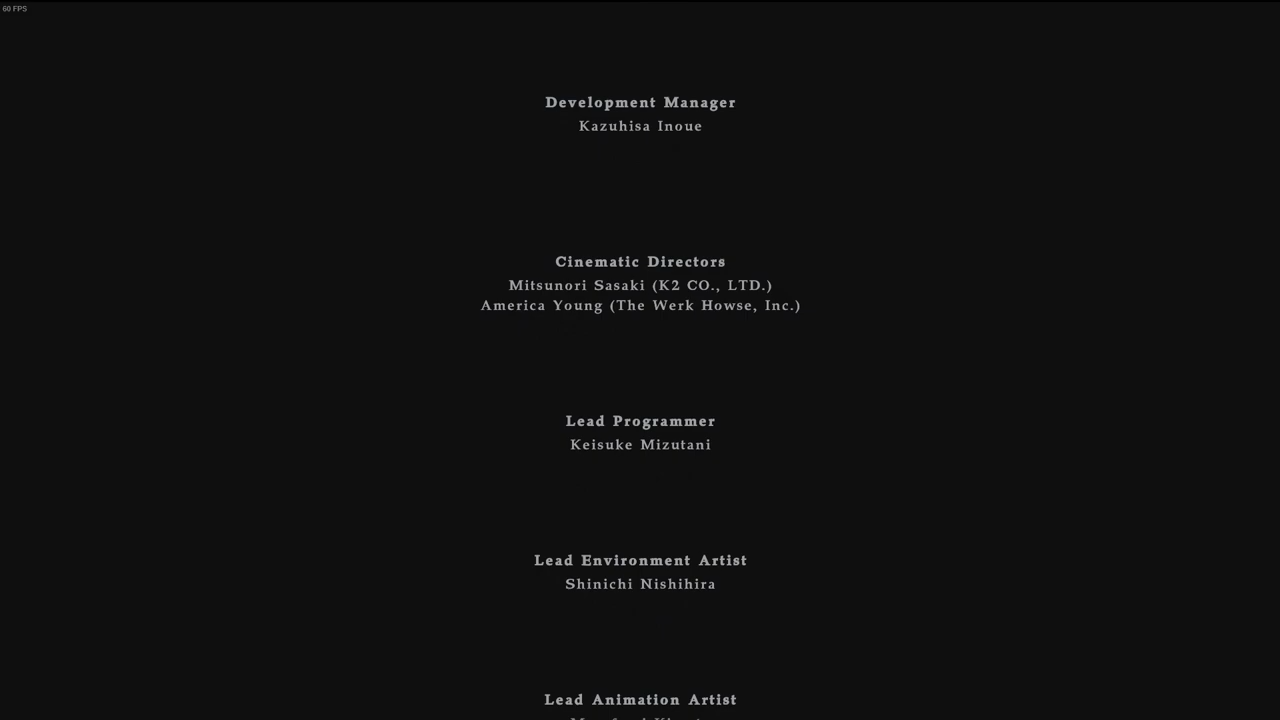 60 FPS
Development Manager
Kazuhisa Inoue
Cinematic Directors
Mitsunori Sasaki (K2 CO., LTD.)
America Young (The Werk Howse, Inc.)
Lead Programmer
Keisuke Mizutani
Lead Environment Artist
Shinichi Nishihira
Lead Animation Artist